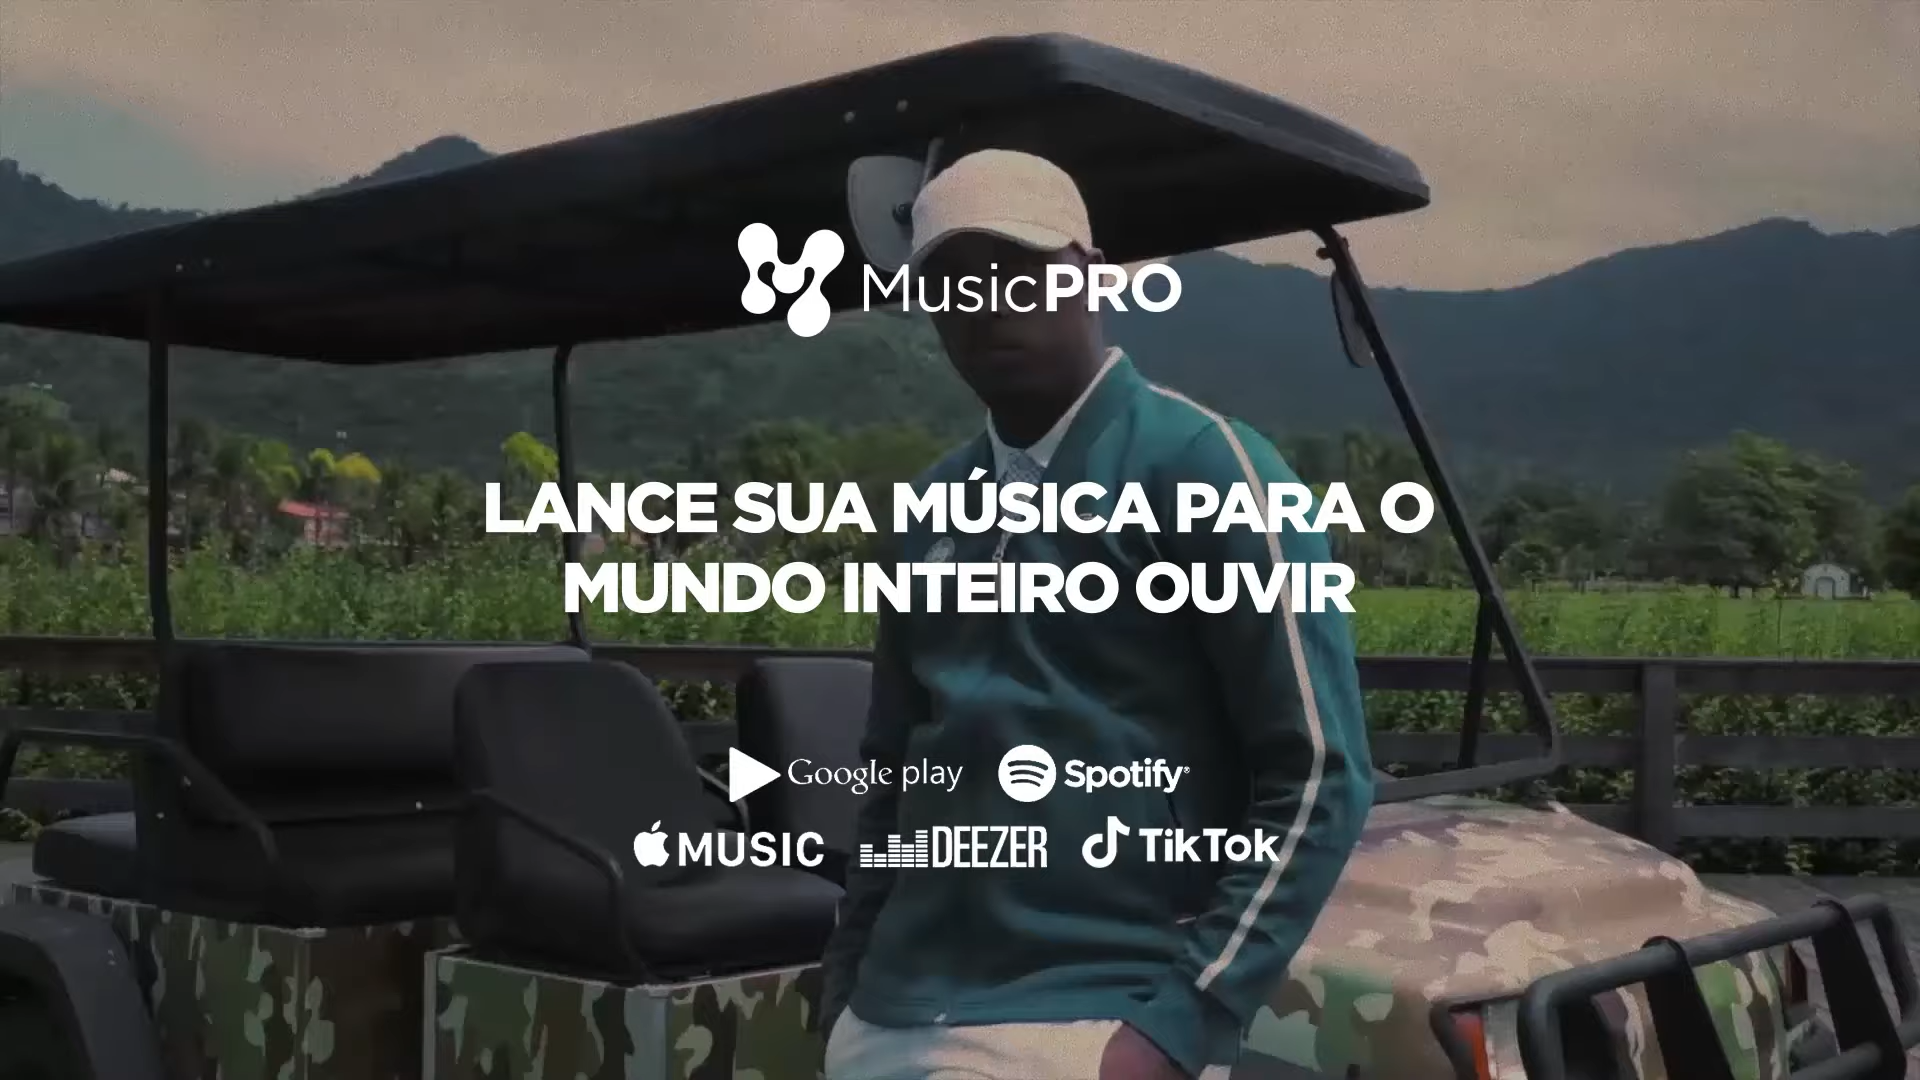 MusicPRO
LANCE SUA MÚSICA PARA O
MUNDO INTEIRO OUVIR
Google play
Spotify
MUSIC
DEEZER
TikTok